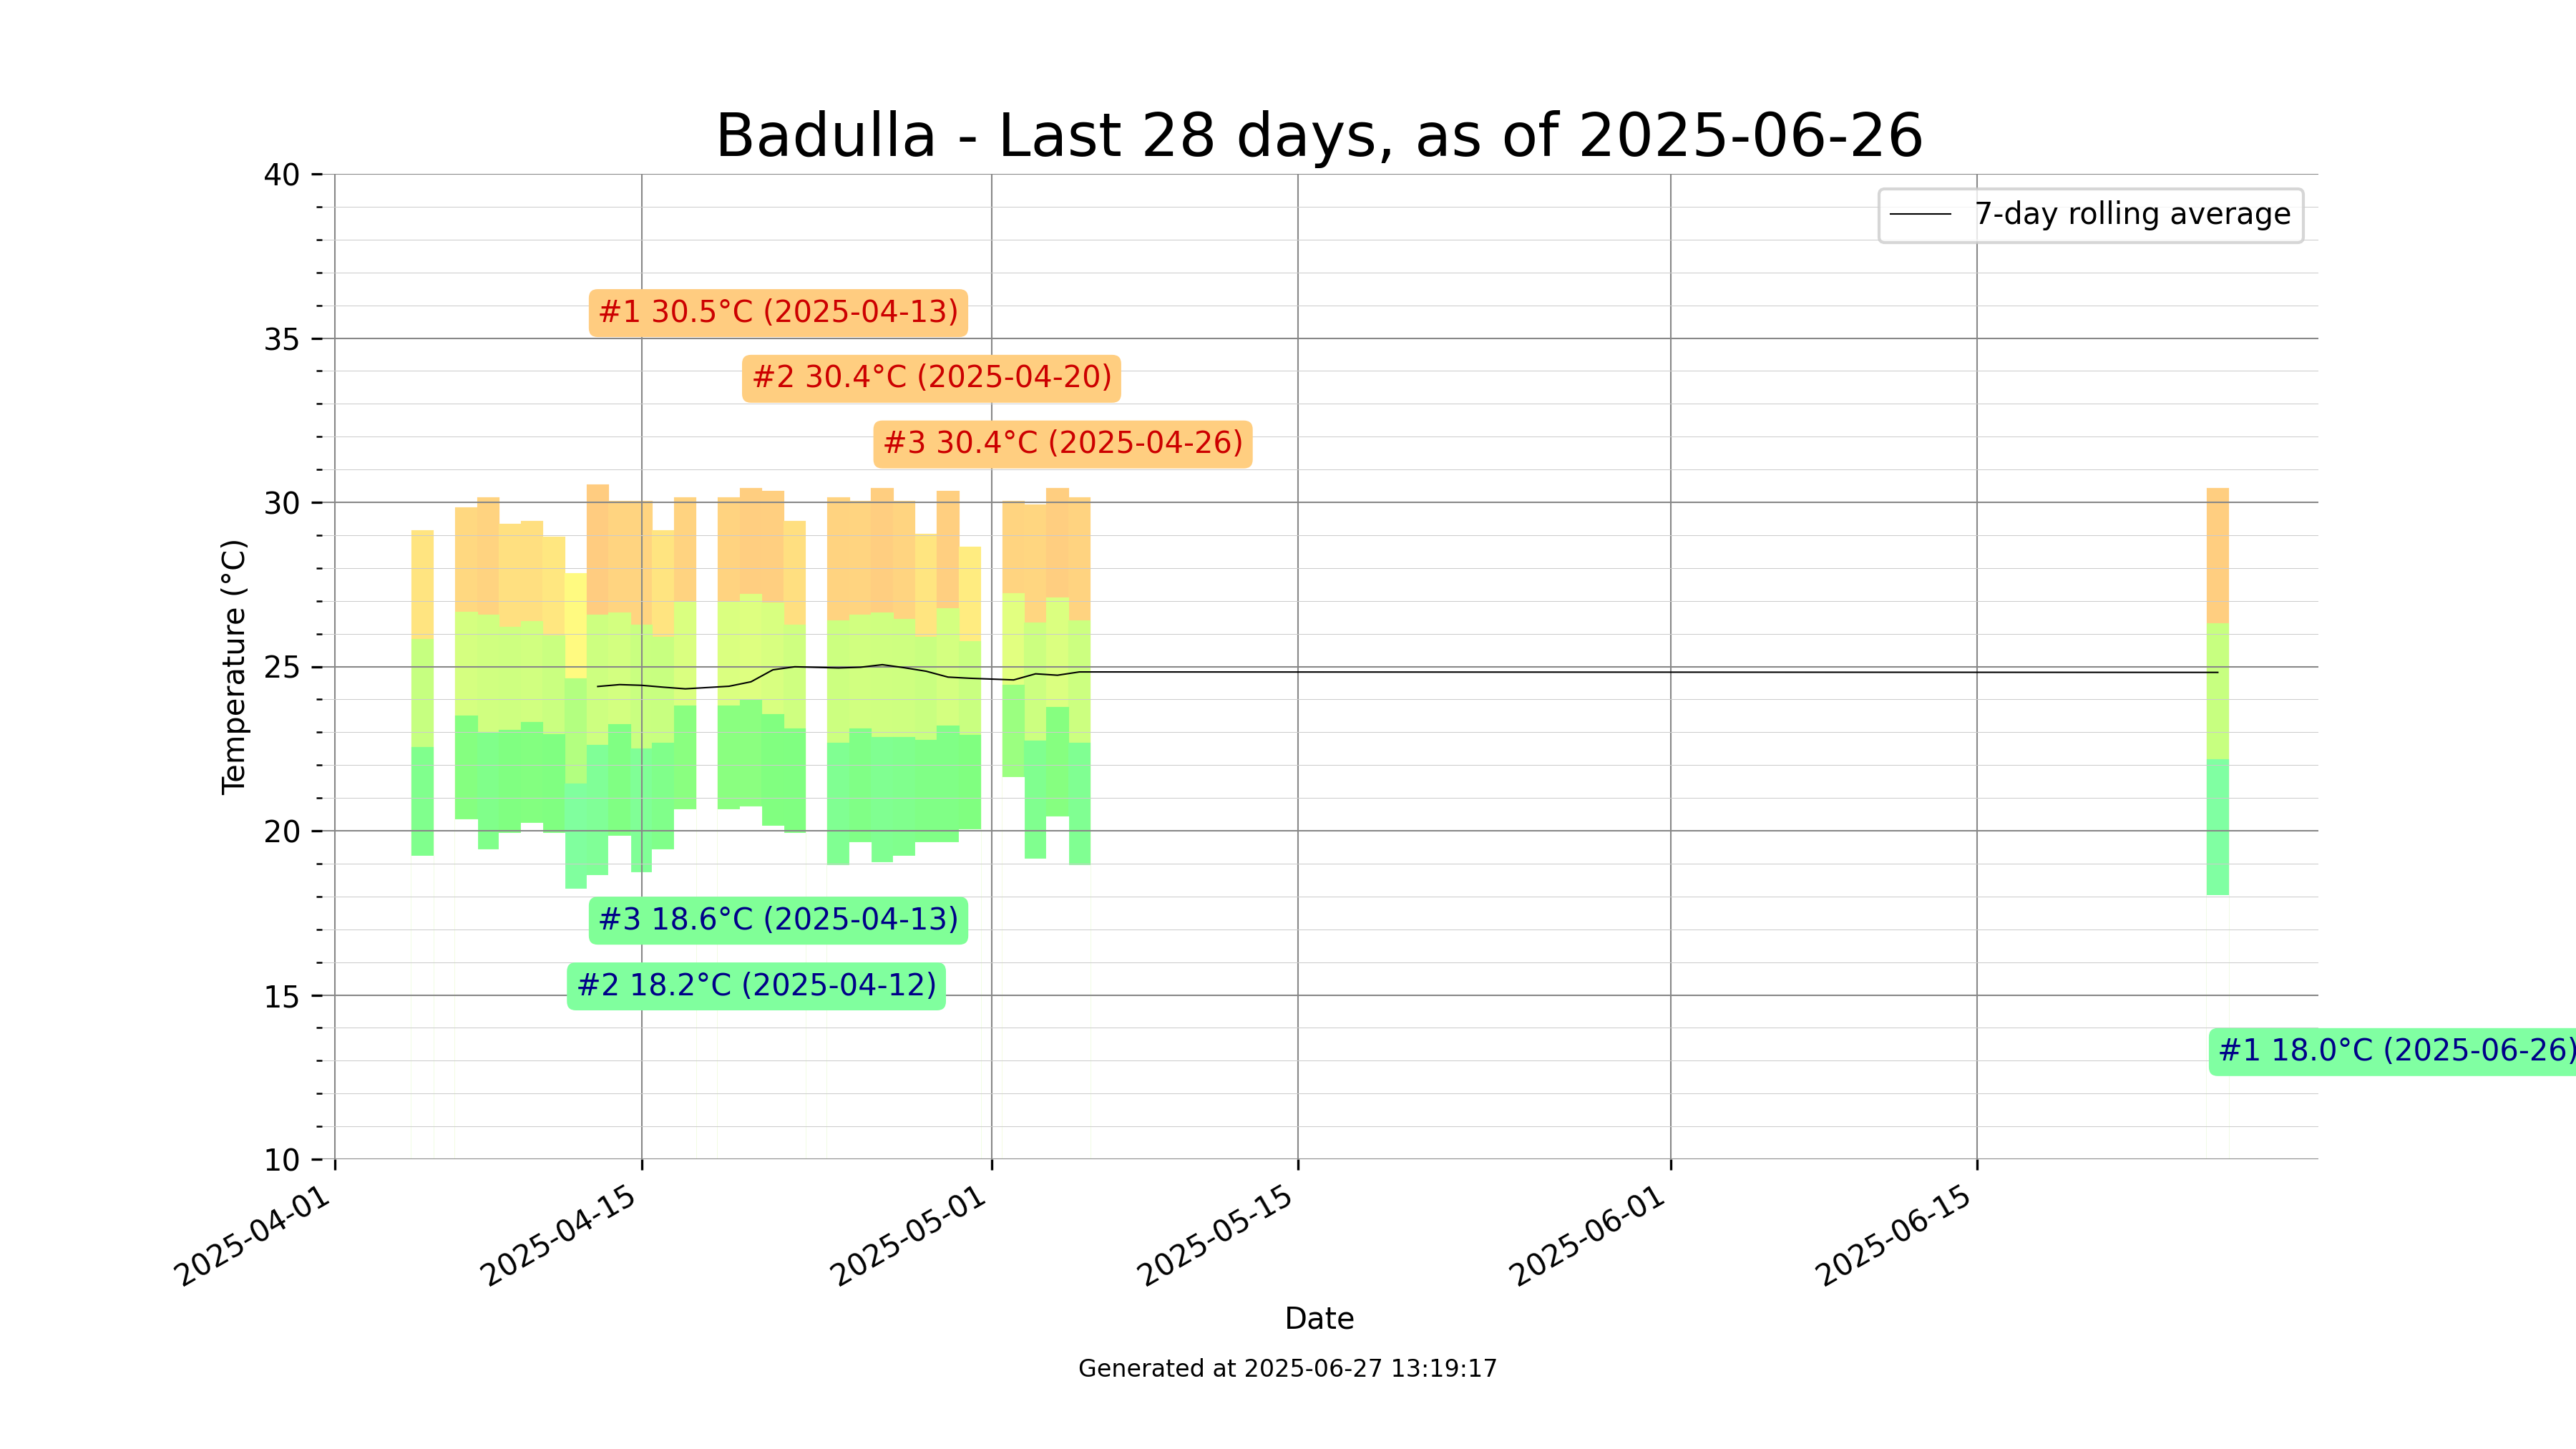 Badulla - Last 28 days, as of 2025-06-26
40
35
30
25
20
15
10
Temperature (°C)
7-day rolling average
#1 30.5°C (2025-04-13)
#2 30.4°C (2025-04-20)
#3 30.4°C (2025-04-26)
#3 18.6°C (2025-04-13)
#2 18.2°C (2025-04-12)
#1 18.0°C (2025-06-26)
2025-04-01
2025-04-15
2025-05-01
2025-05-15
2025-06-01
2025-06-15
Date
Generated at 2025-06-27 13:19:17